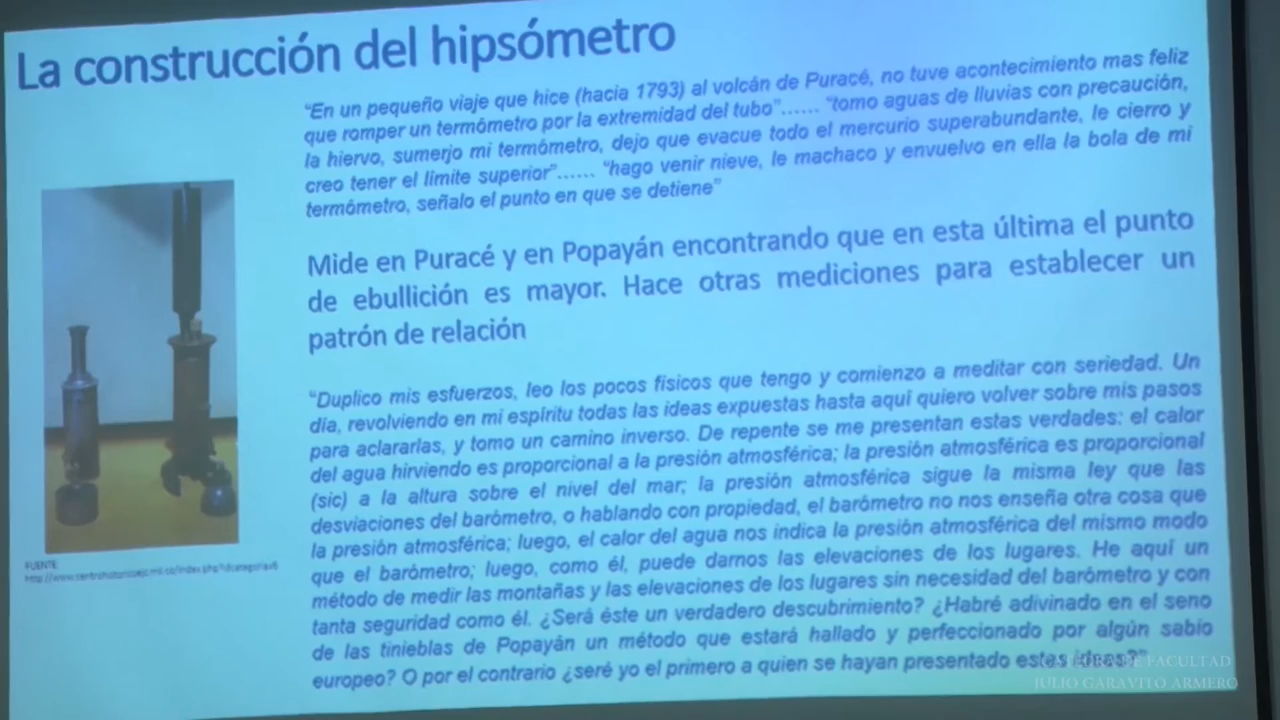 La construcción del hipsómetro
“En un pequeño viaje que hice (hacia 1793) al volcán de Puracé, no tuve acontecimiento mas feliz
que romper un termómetro por la extremidad del tubo”...... “tomo aguas de lluvias con precaución,
la hiervo, sumerjo mi termómetro, dejo que evacue todo el mercurio superabundante, le cierro y
creo tener el límite superior”...... “hago venir nieve, le machaco y envuelvo en ella la bola de mi
termómetro, señalo el punto en que se detiene”
Mide en Puracé y en Popayán encontrando que en esta última el punto
de ebullición es mayor. Hace otras mediciones para establecer un
patrón de relación
“Duplico mis esfuerzos, leo los pocos físicos que tengo y comienzo a meditar con seriedad. Un
día, revolviendo en mi espíritu todas las ideas expuestas hasta aquí quiero volver sobre mis pasos
para aclararlas, y tomo un camino inverso. De repente se me presentan estas verdades: el calor
del agua hirviendo es proporcional a la presión atmosférica; la presión atmosférica es proporcional
(sic) a la altura sobre el nivel del mar; la presión atmosférica sigue la misma ley que las
desviaciones del barómetro, o hablando con propiedad, el barómetro no nos enseña otra cosa que
la presión atmosférica; luego, el calor del agua nos indica la presión atmosférica del mismo modo
que el barómetro; luego, como él, puede darnos las elevaciones de los lugares. He aquí un
método de medir las montañas y las elevaciones de los lugares sin necesidad del barómetro y con
tanta seguridad como él. ¿Será éste un verdadero descubrimiento? ¿Habré adivinado en el seno
de las tinieblas de Popayán un método que estará hallado y perfeccionado por algún sabio
europeo? O por el contrario ¿seré yo el primero a quien se hayan presentado estas ideas?”
FUENTE
DE FACULTAD
JULIO GARAVITO ARMERO